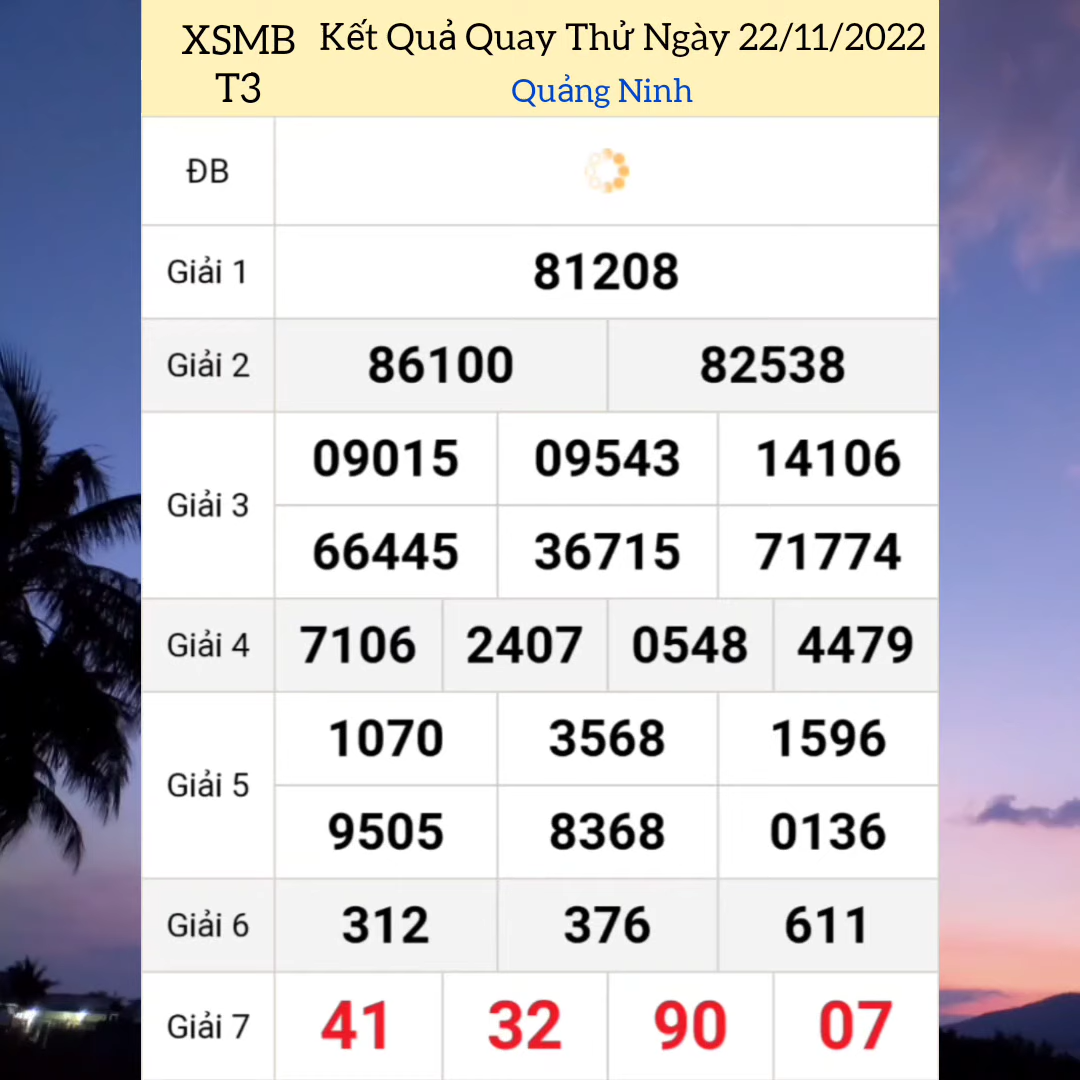 XSMB Kết Quả Quay Thử Ngày 22/11/2022
T3 Quảng Ninh
ĐB
Giải 1 81208
Giải 2 86100 82538
Giải 3
09015 09543 14106
66445 36715 71774
Giải 4 7106 2407 0548 4479
Giải 5
1070 3568 1596
9505 8368 0136
Giải 6 312 376 611
Giải 7 41 32 90 07